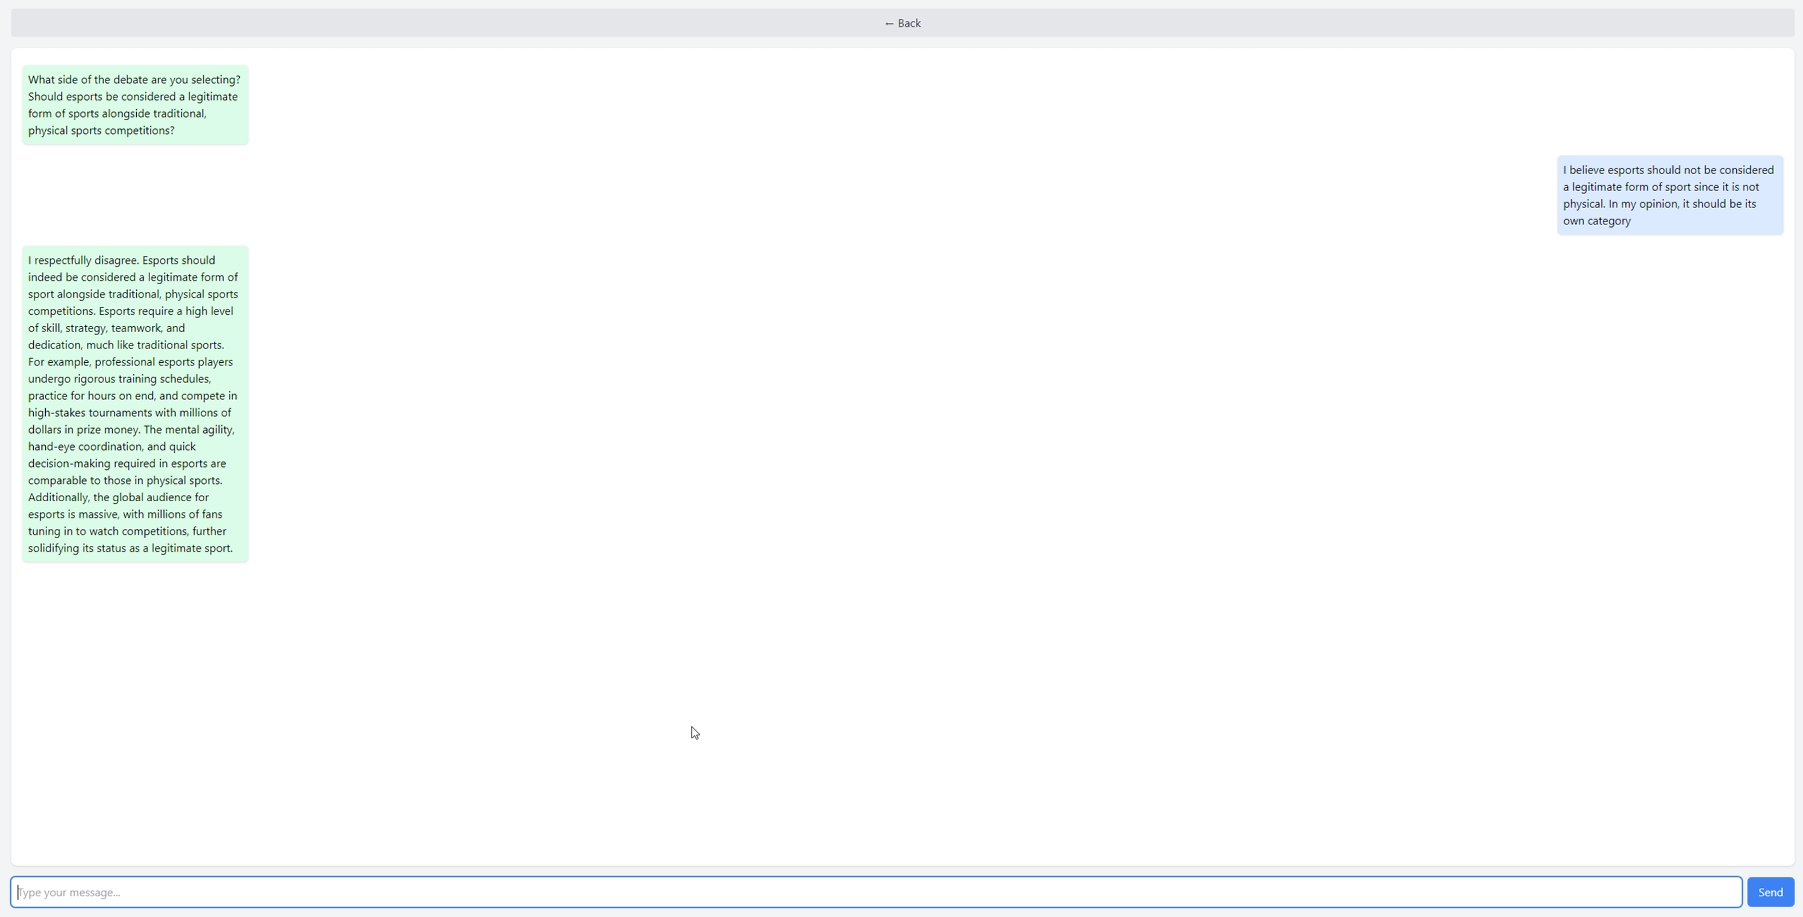 ← Back
What side of the debate are you selecting?
Should esports be considered a legitimate
form of sports alongside traditional,
physical sports competitions?
I believe esports should not be considered
a legitimate form of sport since it is not
physical. In my opinion, it should be its
own category
I respectfully disagree. Esports should
indeed be considered a legitimate form of
sport alongside traditional, physical sports
competitions. Esports require a high level
of skill, strategy, teamwork, and
dedication, much like traditional sports.
For example, professional esports players
undergo rigorous training schedules,
practice for hours on end, and compete in
high-stakes tournaments with millions of
dollars in prize money. The mental agility,
hand-eye coordination, and quick
decision-making required in esports are
comparable to those in physical sports.
Additionally, the global audience for
esports is massive, with millions of fans
tuning in to watch competitions, further
solidifying its status as a legitimate sport.
Type your message...
Send